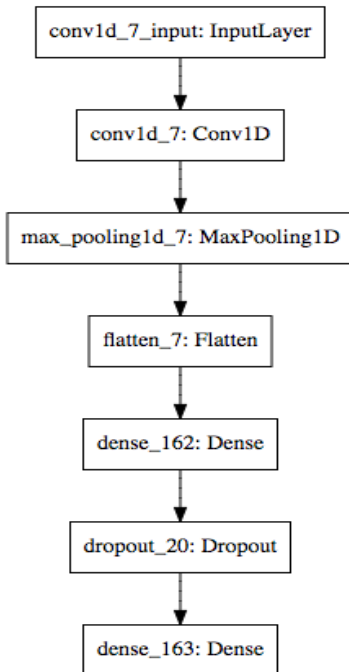 conv1d_7_input: InputLayer
conv1d_7: Conv1D
max_pooling1d_7: MaxPooling1D
flatten_7: Flatten
dense_162: Dense
dropout_20: Dropout
dense_163: Dense